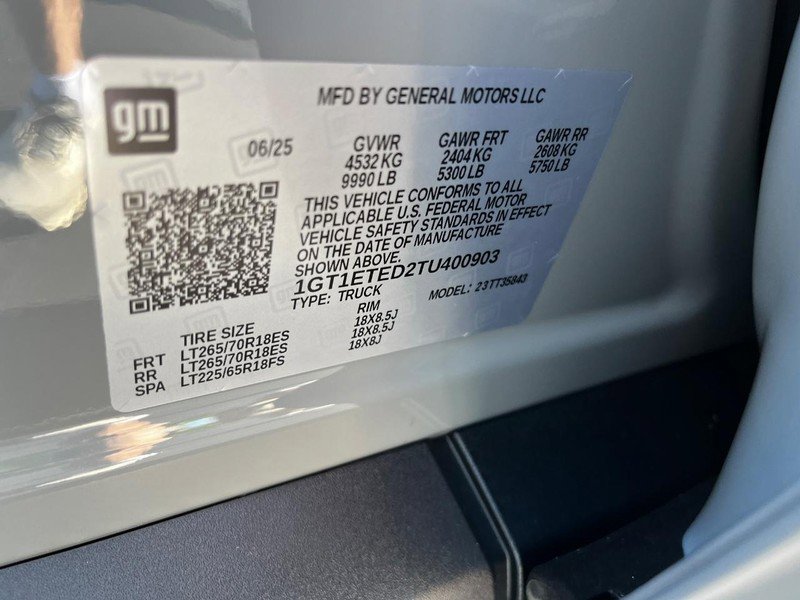 gm
MFD BY GENERAL MOTORS LLC
06/25
GVWR GAWR FRT GAWR RR
4532 KG 2404 KG 2608 KG
9990 LB 5300 LB 5750 LB
THIS VEHICLE CONFORMS TO ALL
APPLICABLE U.S. FEDERAL MOTOR
VEHICLE SAFETY STANDARDS IN EFFECT
ON THE DATE OF MANUFACTURE
SHOWN ABOVE.
1GT1ETED2TU400903
TYPE: TRUCK MODEL: 23TT35843
TIRE SIZE RIM
FRT LT265/70R18ES 18X8.5J
RR LT265/70R18ES 18X8.5J
SPA LT225/65R18FS 18X8J